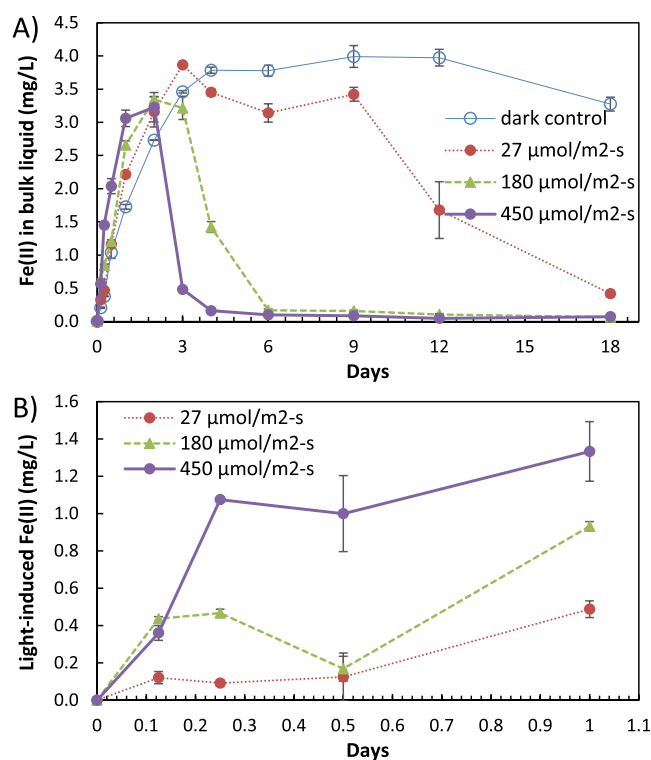 A)
Fe(II) in bulk liquid (mg/L)
4.5
4.0
3.5
3.0
2.5
2.0
1.5
1.0
0.5
0.0
0 3 6 9 12 15 18
Days
dark control
27 µmol/m2-s
180 µmol/m2-s
450 µmol/m2-s
B)
Light-induced Fe(II) (mg/L)
1.6
1.4
1.2
1.0
0.8
0.6
0.4
0.2
0.0
0 0.1 0.2 0.3 0.4 0.5 0.6 0.7 0.8 0.9 1 1.1
Days
27 µmol/m2-s
180 µmol/m2-s
450 µmol/m2-s